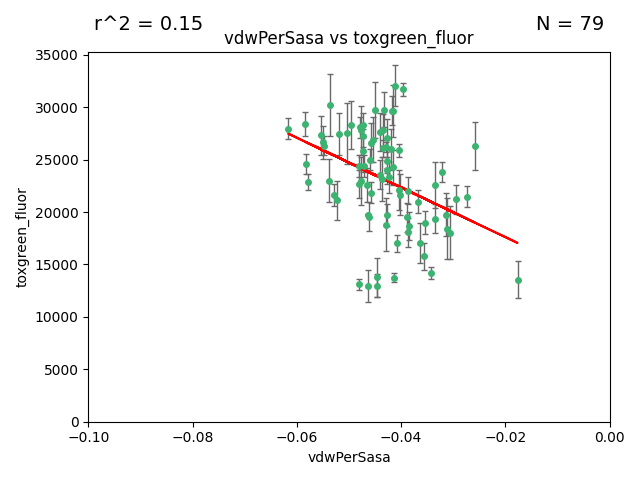 r^2 = 0.15
N = 79
vdwPerSasa vs toxgreen_fluor
35000
30000
25000
20000
15000
10000
5000
0
toxgreen_fluor
−0.10
−0.08
−0.06
−0.04
−0.02
0.00
vdwPerSasa